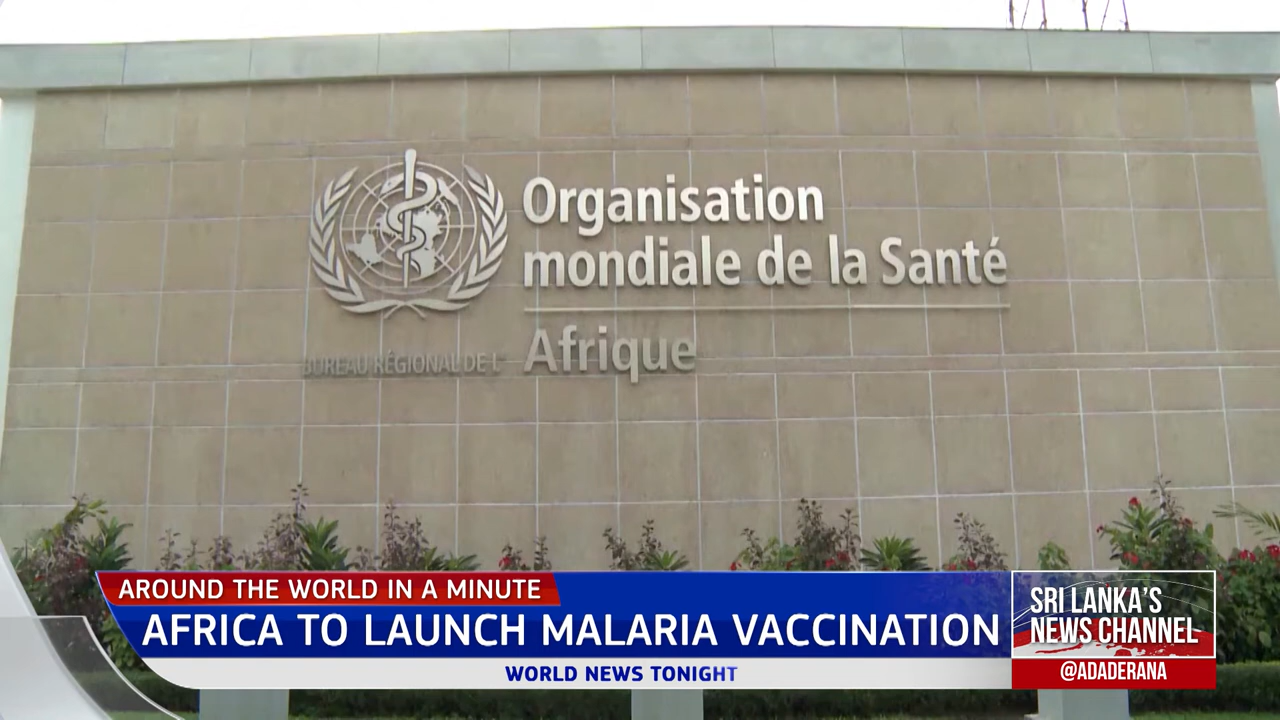 Organisation
mondiale de la Santé
BUREAU RÉGIONAL DE L'
Afrique
AROUND THE WORLD IN A MINUTE
AFRICA TO LAUNCH MALARIA VACCINATION
WORLD NEWS TONIGHT
SRI LANKA'S
NEWS CHANNEL
@ADADERANA